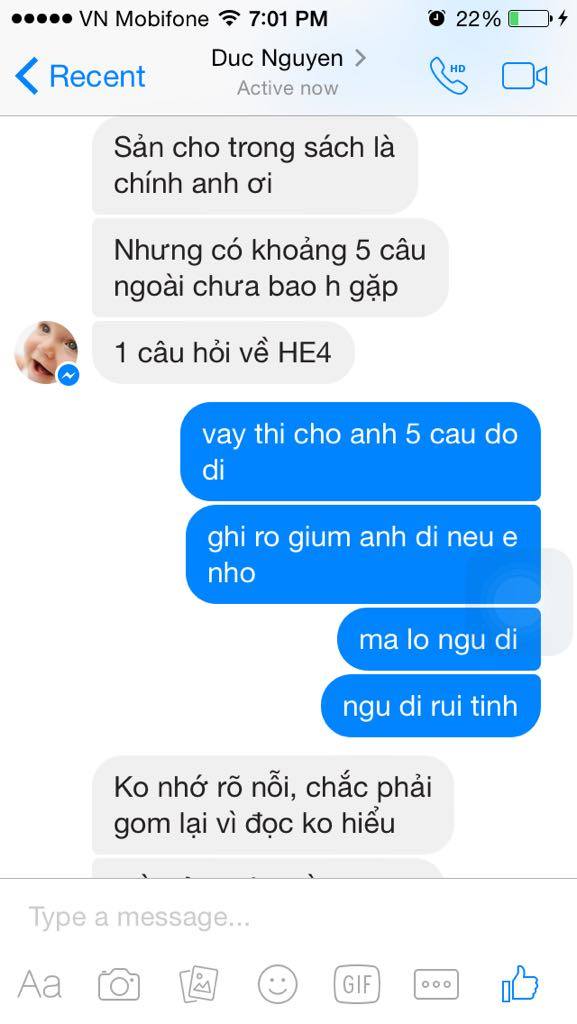 VN Mobifone 7:01 PM 22%
Recent
Duc Nguyen
Active now
HD
Sản cho trong sách là
chính anh ơi
Nhưng có khoảng 5 câu
ngoài chưa bao h gặp
1 câu hỏi về HE4
vay thi cho anh 5 cau do
di
ghi ro gium anh di neu e
nho
ma lo ngu di
ngu di rui tinh
Ko nhớ rõ nỗi, chắc phải
gom lại vì đọc ko hiểu
Type a message...
Aa
GIF